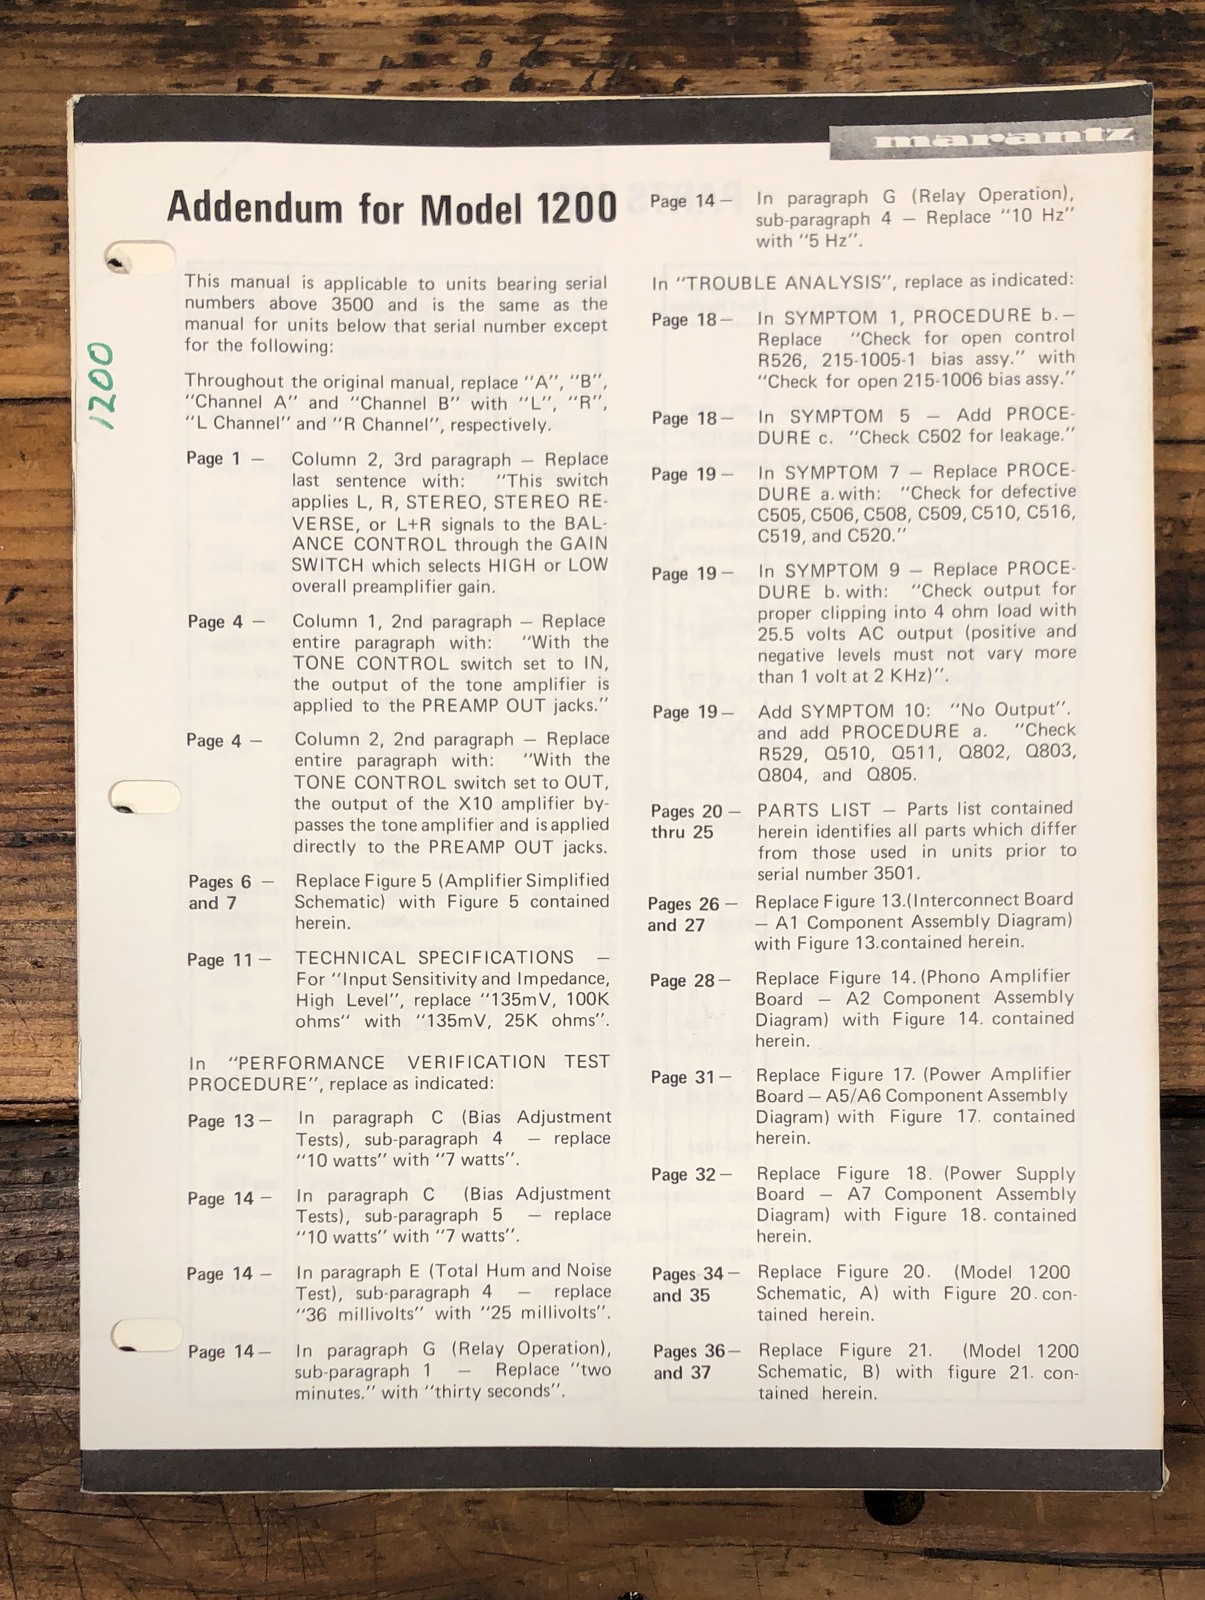 marantz
Addendum for Model 1200
1200
This manual is applicable to units bearing serial
numbers above 3500 and is the same as the
manual for units below that serial number except
for the following:
Throughout the original manual, replace "A", "B",
"Channel A" and "Channel B" with "L", "R",
"L Channel" and "R Channel", respectively.
Page 1 — Column 2, 3rd paragraph — Replace
last sentence with: "This switch
applies L, R, STEREO, STEREO RE-
VERSE, or L+R signals to the BAL-
ANCE CONTROL through the GAIN
SWITCH which selects HIGH or LOW
overall preamplifier gain.
Page 4 — Column 1, 2nd paragraph — Replace
entire paragraph with: "With the
TONE CONTROL switch set to IN,
the output of the tone amplifier is
applied to the PREAMP OUT jacks."
Page 4 — Column 2, 2nd paragraph — Replace
entire paragraph with: "With the
TONE CONTROL switch set to OUT,
the output of the X10 amplifier by-
passes the tone amplifier and is applied
directly to the PREAMP OUT jacks.
Pages 6 — Replace Figure 5 (Amplifier Simplified
and 7 Schematic) with Figure 5 contained
herein.
Page 11 — TECHNICAL SPECIFICATIONS —
For "Input Sensitivity and Impedance,
High Level", replace "135mV, 100K
ohms" with "135mV, 25K ohms".
In "PERFORMANCE VERIFICATION TEST
PROCEDURE", replace as indicated:
Page 13 — In paragraph C (Bias Adjustment
Tests), sub-paragraph 4 — replace
"10 watts" with "7 watts".
Page 14 — In paragraph C (Bias Adjustment
Tests), sub-paragraph 5 — replace
"10 watts" with "7 watts".
Page 14 — In paragraph E (Total Hum and Noise
Test), sub-paragraph 4 — replace
"36 millivolts" with "25 millivolts".
Page 14 — In paragraph G (Relay Operation),
sub-paragraph 1 — Replace "two
minutes." with "thirty seconds".
Page 14 — In paragraph G (Relay Operation),
sub-paragraph 4 — Replace "10 Hz"
with "5 Hz".
In "TROUBLE ANALYSIS", replace as indicated:
Page 18 — In SYMPTOM 1, PROCEDURE b. —
Replace "Check for open control
R526, 215-1005-1 bias assy." with
"Check for open 215-1006 bias assy."
Page 18 — In SYMPTOM 5 — Add PROCE-
DURE c. "Check C502 for leakage."
Page 19 — In SYMPTOM 7 — Replace PROCE-
DURE a. with: "Check for defective
C505, C506, C508, C509, C510, C516,
C519, and C520."
Page 19 — In SYMPTOM 9 — Replace PROCE-
DURE b. with: "Check output for
proper clipping into 4 ohm load with
25.5 volts AC output (positive and
negative levels must not vary more
than 1 volt at 2 KHz)".
Page 19 — Add SYMPTOM 10: "No Output".
and add PROCEDURE a. "Check
R529, Q510, Q511, Q802, Q803,
Q804, and Q805.
Pages 20 — PARTS LIST — Parts list contained
thru 25 herein identifies all parts which differ
from those used in units prior to
serial number 3501.
Pages 26 — Replace Figure 13.(Interconnect Board
and 27 — A1 Component Assembly Diagram)
with Figure 13.contained herein.
Page 28 — Replace Figure 14. (Phono Amplifier
Board — A2 Component Assembly
Diagram) with Figure 14. contained
herein.
Page 31 — Replace Figure 17. (Power Amplifier
Board — A5/A6 Component Assembly
Diagram) with Figure 17. contained
herein.
Page 32 — Replace Figure 18. (Power Supply
Board — A7 Component Assembly
Diagram) with Figure 18. contained
herein.
Pages 34 — Replace Figure 20. (Model 1200
and 35 Schematic, A) with Figure 20. con-
tained herein.
Pages 36 — Replace Figure 21. (Model 1200
and 37 Schematic, B) with figure 21. con-
tained herein.